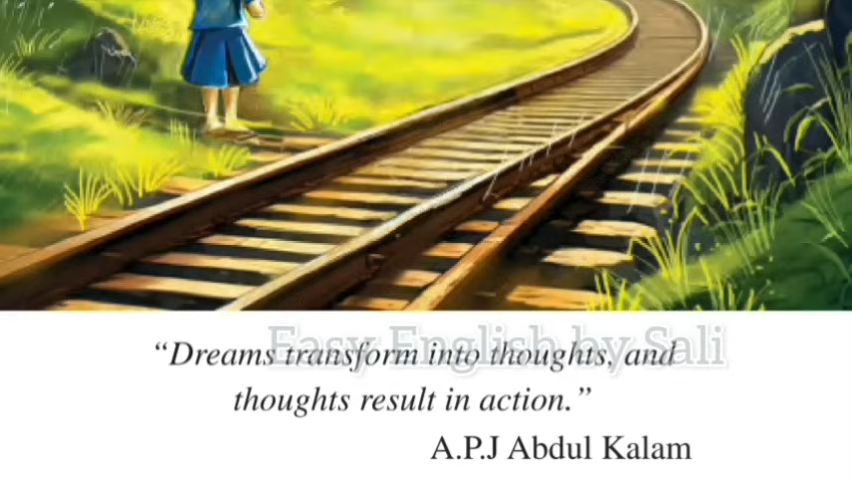 Easy English by Sali
“Dreams transform into thoughts, and
thoughts result in action.”
A.P.J Abdul Kalam